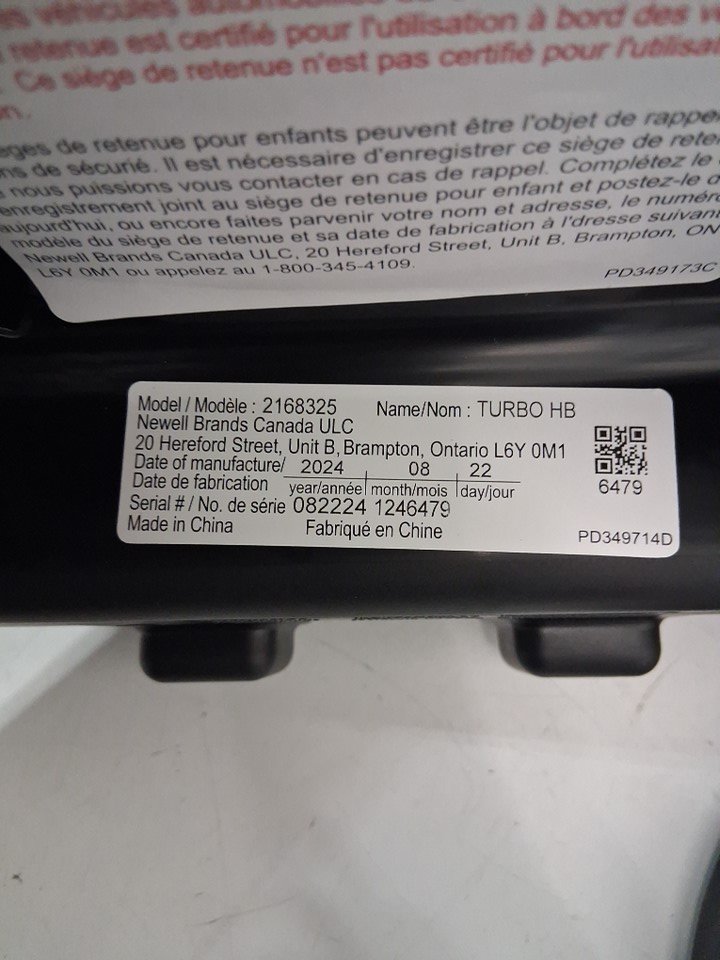 es véhicules automobiles
retenue est certifié pour l'utilisation à bord des
Ce siège de retenue n'est pas certifié pour l'utilisa
n.
èges de retenue pour enfants peuvent être l'objet de rappe
ns de sécurié. Il est nécessaire d'enregistrer ce siège de rete
nous puissions vous contacter en cas de rappel. Complétez le
enregistrement joint au siège de retenue pour enfant et postez-le
aujourd'hui, ou encore faites parvenir votre nom et adresse, le numéro
modèle du siège de retenue et sa date de fabrication à l'dresse suivan
Newell Brands Canada ULC, 20 Hereford Street, Unit B, Brampton, ON
L6Y 0M1 ou appelez au 1-800-345-4109.
PD349173C
Model / Modèle : 2168325 Name/Nom : TURBO HB
Newell Brands Canada ULC
20 Hereford Street, Unit B, Brampton, Ontario L6Y 0M1
Date of manufacture/ 2024 08 22
Date de fabrication year/année month/mois day/jour
Serial # / No. de série 082224 1246479
Made in China Fabriqué en Chine
6479
PD349714D